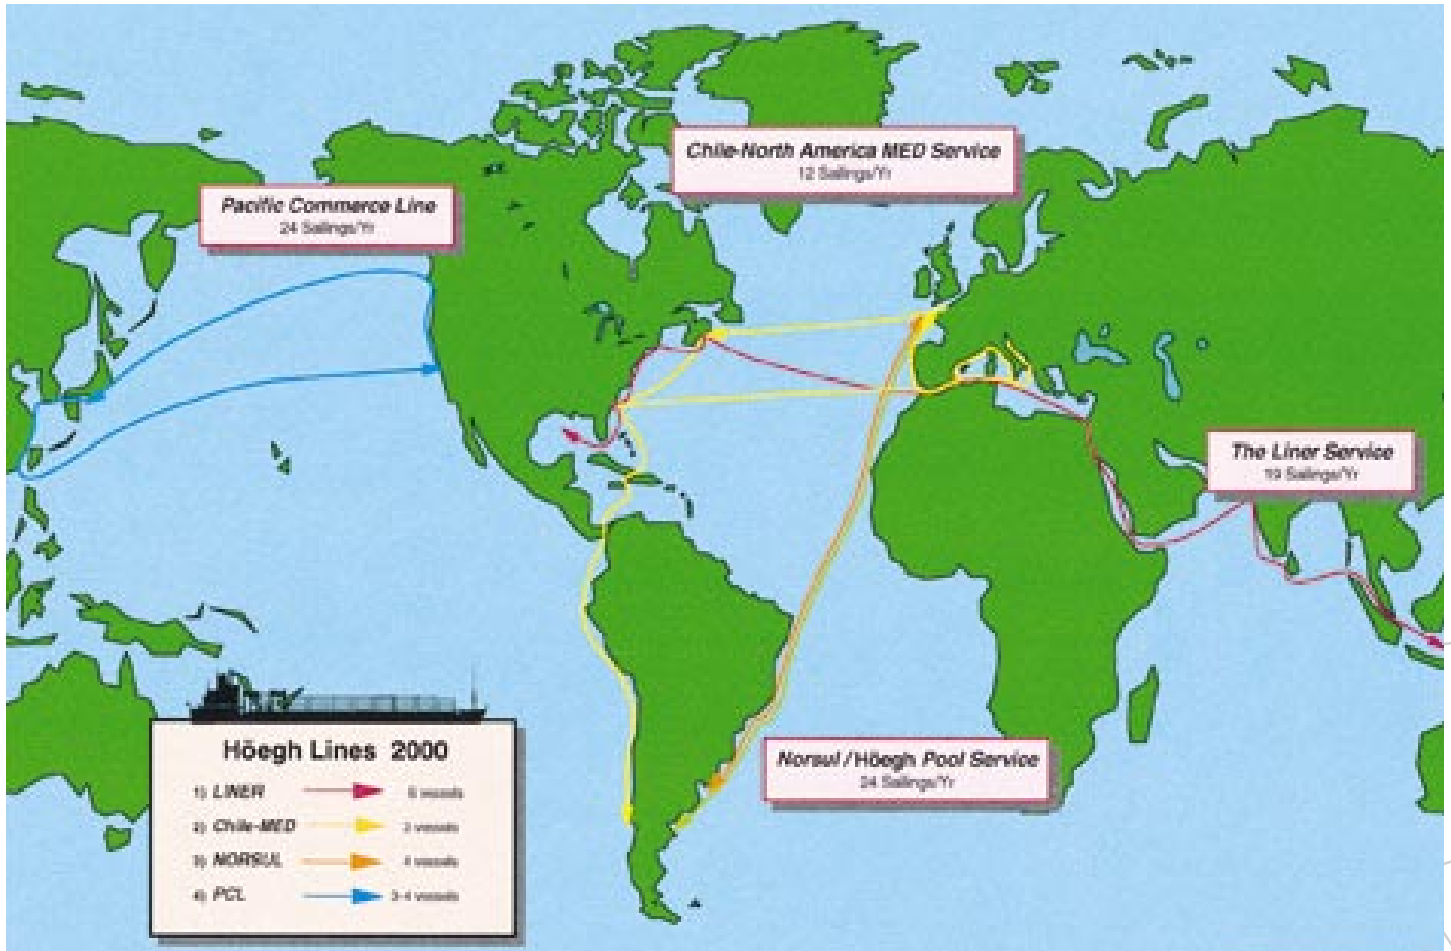 Chile-North America MED Service
12 Sailings/Yr
Pacific Commerce Line
24 Sailings/Yr
The Liner Service
19 Sailings/Yr
Norsul / Höegh Pool Service
24 Sailings/Yr
Höegh Lines 2000
1) LINER vessels
2) Chile-MED vessels
3) NORSUL 4 vessels
4) PCL 3-4 vessels